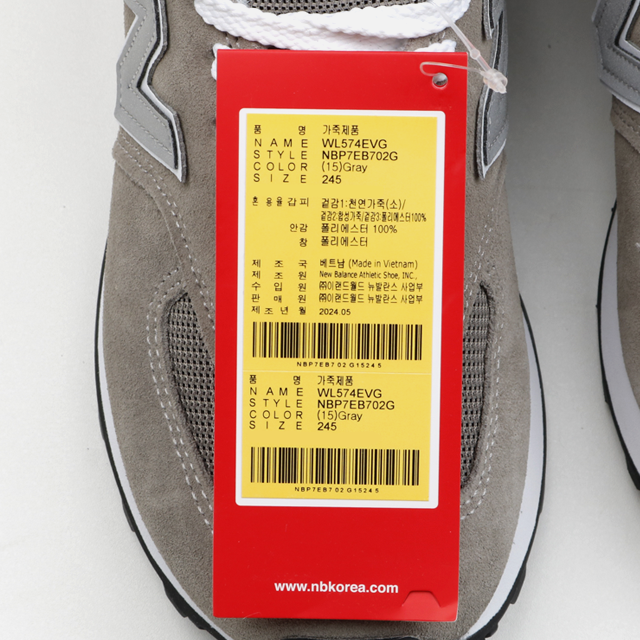 품 명 가죽제품
NAME WL574EVG
STYLE NBP7EB702G
COLOR (15)Gray
SIZE 245
혼용율 갑피 겉감1:천연가죽(소)/
겉감2:합성가죽/겉감3:폴리에스터100%
안감 폴리에스터 100%
창 폴리에스터
제 조 국 베트남 (Made in Vietnam)
제 조 원 New Balance Athletic Shoe, INC.,
수 입 원 ㈜이랜드월드 뉴발란스 사업부
판 매 원 ㈜이랜드월드 뉴발란스 사업부
제조년월 2024.05
NBP7EB702G15245
품 명 가죽제품
NAME WL574EVG
STYLE NBP7EB702G
COLOR (15)Gray
SIZE 245
NBP7EB702G15245
www.nbkorea.com